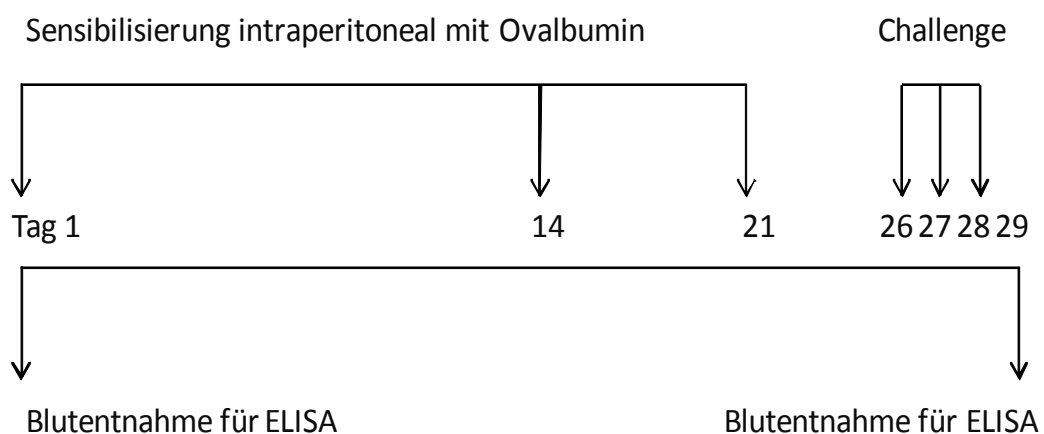 Sensibilisierung intraperitoneal mit Ovalbumin Challenge
Tag 1 14 21 26 27 28 29
Blutentnahme für ELISA Blutentnahme für ELISA